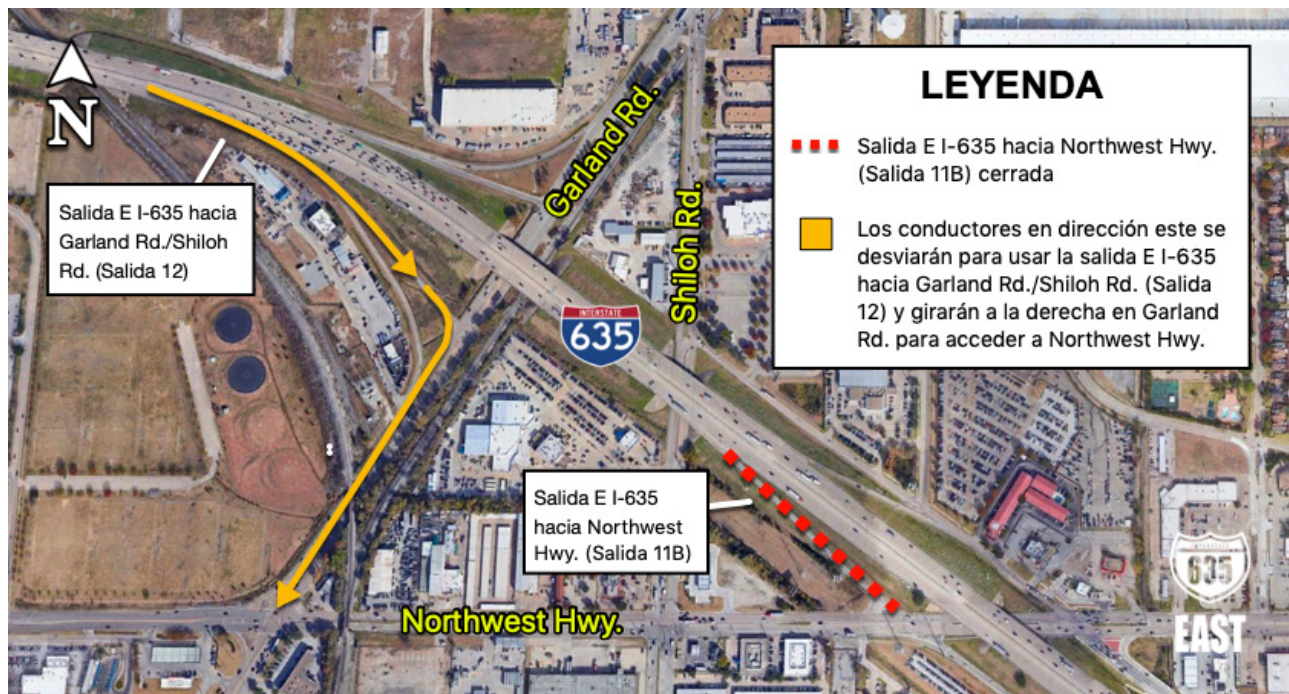 N
Salida E I-635 hacia
Garland Rd./Shiloh
Rd. (Salida 12)
Garland Rd.
Shiloh Rd.
INTERSTATE
635
LEYENDA
Salida E I-635 hacia Northwest Hwy.
(Salida 11B) cerrada
Los conductores en dirección este se
desviarán para usar la salida E I-635
hacia Garland Rd./Shiloh Rd. (Salida
12) y girarán a la derecha en Garland
Rd. para acceder a Northwest Hwy.
Salida E I-635
hacia Northwest
Hwy. (Salida 11B)
Northwest Hwy.
INTERSTATE
635
EAST